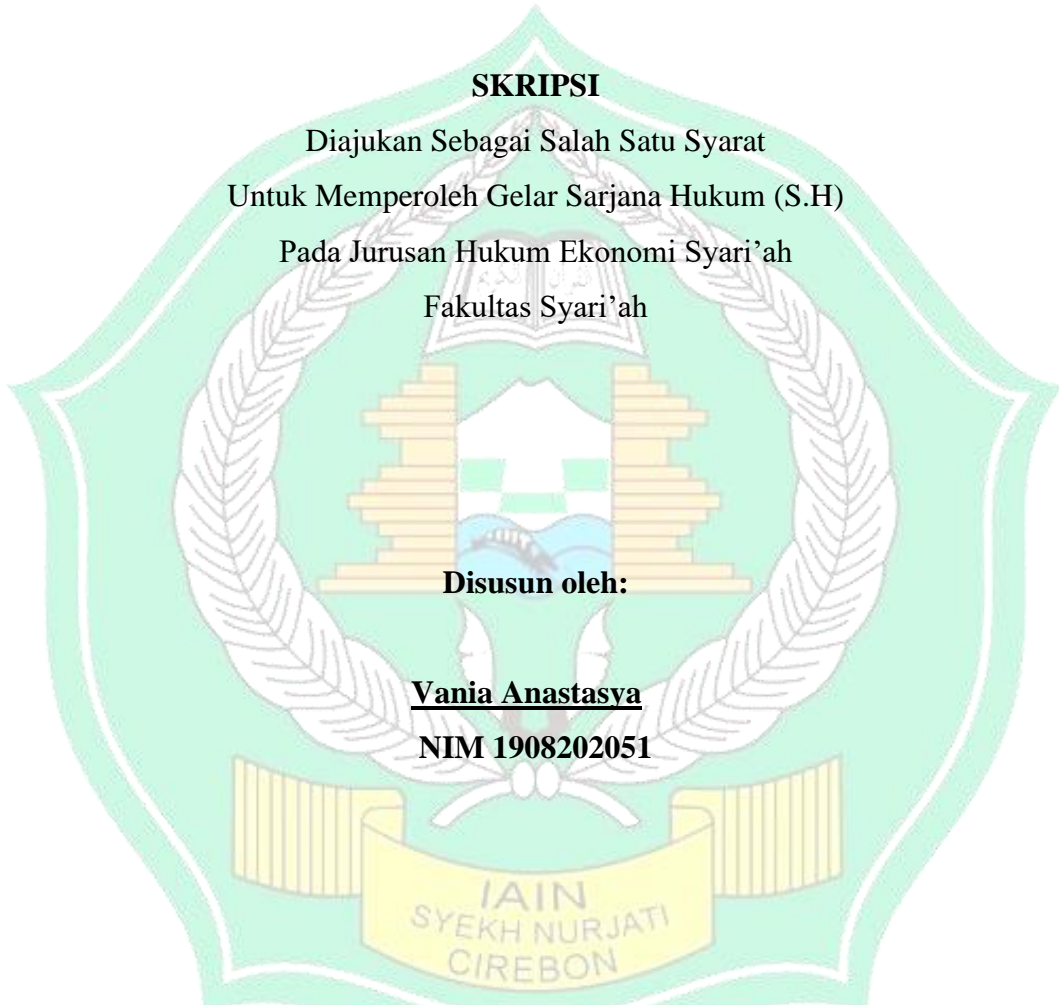 SKRIPSI
Diajukan Sebagai Salah Satu Syarat
Untuk Memperoleh Gelar Sarjana Hukum (S.H)
Pada Jurusan Hukum Ekonomi Syari’ah
Fakultas Syari’ah
Disusun oleh:
Vania Anastasya
NIM 1908202051
IAIN
SYEKH NURJATI
CIREBON